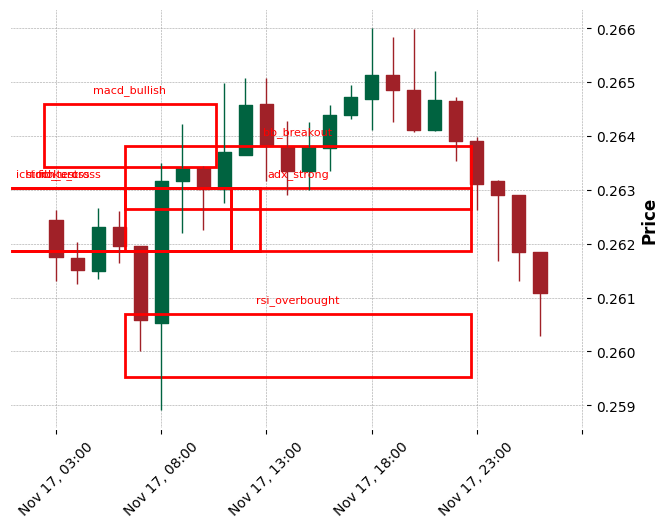 macd_bullish
adx_strong
rsi_overbought
0.266
0.265
0.264
0.263
0.262
0.261
0.260
0.259
Price
Nov 17, 03:00
Nov 17, 08:00
Nov 17, 13:00
Nov 17, 18:00
Nov 17, 23:00